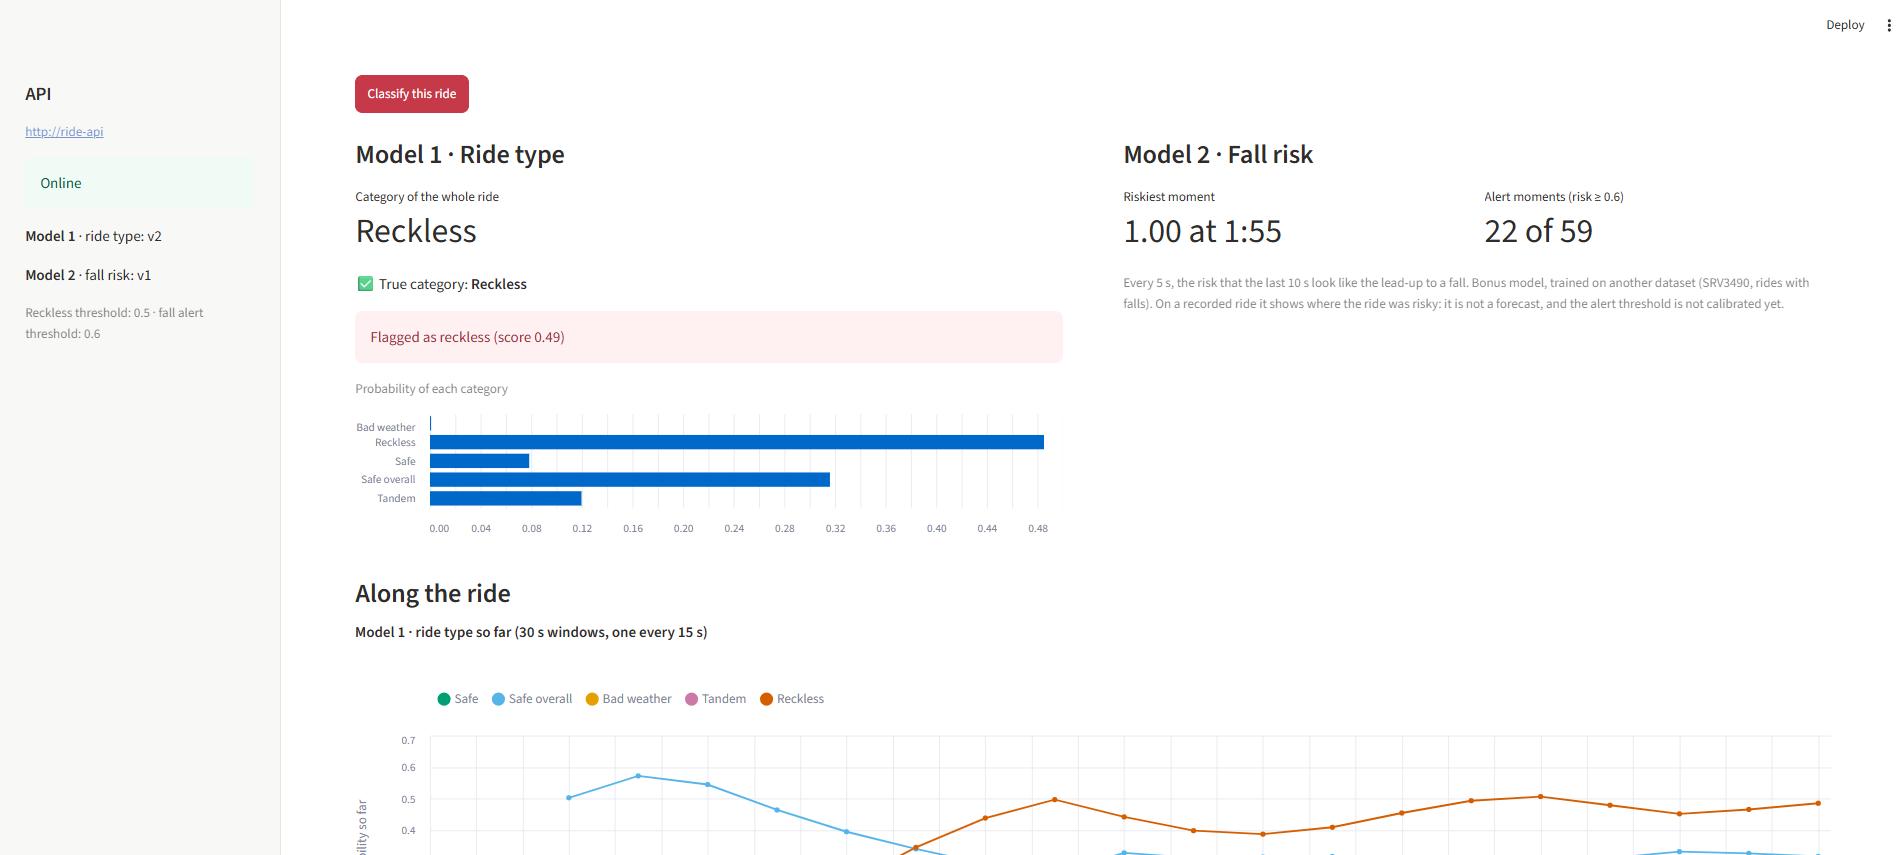 Deploy
API
http://ride-api
Online
Model 1 · ride type: v2
Model 2 · fall risk: v1
Reckless threshold: 0.5 · fall alert
threshold: 0.6
Classify this ride
Model 1 · Ride type
Category of the whole ride
Reckless
✅ True category: Reckless
Flagged as reckless (score 0.49)
Probability of each category
Bad weather
Reckless
Safe
Safe overall
Tandem
0.00 0.04 0.08 0.12 0.16 0.20 0.24 0.28 0.32 0.36 0.40 0.44 0.48
Model 2 · Fall risk
Riskiest moment
1.00 at 1:55
Alert moments (risk ≥ 0.6)
22 of 59
Every 5 s, the risk that the last 10 s look like the lead-up to a fall. Bonus model, trained on another dataset (SRV3490, rides with
falls). On a recorded ride it shows where the ride was risky: it is not a forecast, and the alert threshold is not calibrated yet.
Along the ride
Model 1 · ride type so far (30 s windows, one every 15 s)
Safe Safe overall Bad weather Tandem Reckless
0.7
0.6
0.5
0.4
so far